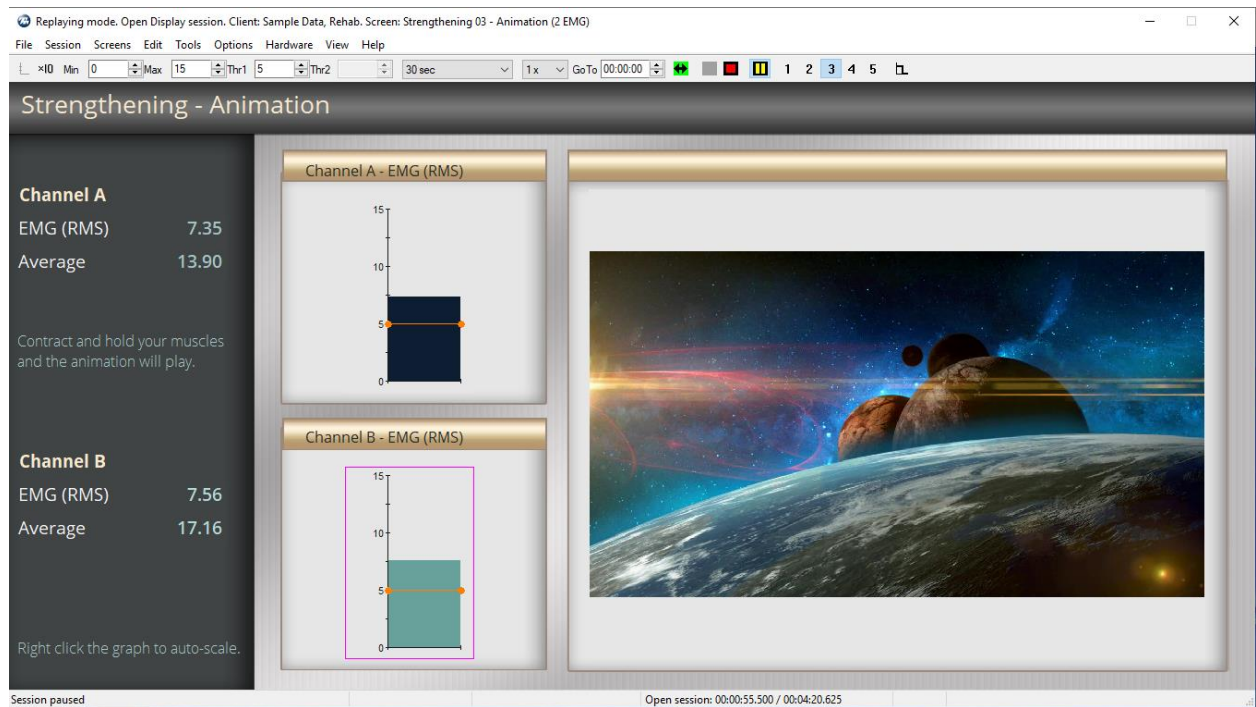 Replaying mode. Open Display session. Client: Sample Data, Rehab. Screen: Strengthening 03 - Animation (2 EMG)
File Session Screens Edit Tools Options Hardware View Help
×10 Min 0 Max 15 Thr1 5 Thr2 30 sec 1 x GoTo 00:00:00 1 2 3 4 5
Strengthening - Animation
Channel A
EMG (RMS) 7.35
Average 13.90
Contract and hold your muscles
and the animation will play.
Channel B
EMG (RMS) 7.56
Average 17.16
Right click the graph to auto-scale.
Channel A - EMG (RMS)
15
10
5
0
Channel B - EMG (RMS)
15
10
5
0
Session paused Open session: 00:00:55.500 / 00:04:20.625